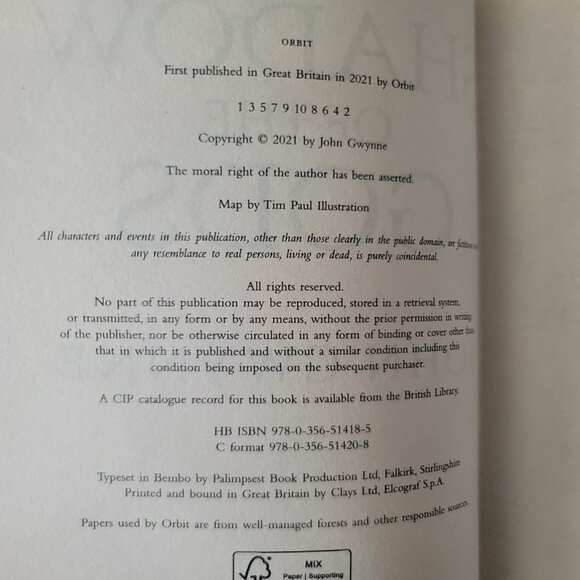 ORBIT
First published in Great Britain in 2021 by Orbit
1 3 5 7 9 10 8 6 4 2
Copyright © 2021 by John Gwynne
The moral right of the author has been asserted.
Map by Tim Paul Illustration
All characters and events in this publication, other than those clearly in the public domain, are
any resemblance to real persons, living or dead, is purely coincidental.
All rights reserved.
No part of this publication may be reproduced, stored in a retrieval system,
or transmitted, in any form or by any means, without the prior permission in writing
of the publisher, nor be otherwise circulated in any form of binding or cover other than
that in which it is published and without a similar condition including this
condition being imposed on the subsequent purchaser.
A CIP catalogue record for this book is available from the British Library.
HB ISBN 978-0-356-51418-5
C format 978-0-356-51420-8
Typeset in Bembo by Palimpsest Book Production Ltd, Falkirk, Stirlingshire
Printed and bound in Great Britain by Clays Ltd, Elcograf S.p.A.
Papers used by Orbit are from well-managed forests and other responsible sources.
MIX
Paper | Supporting